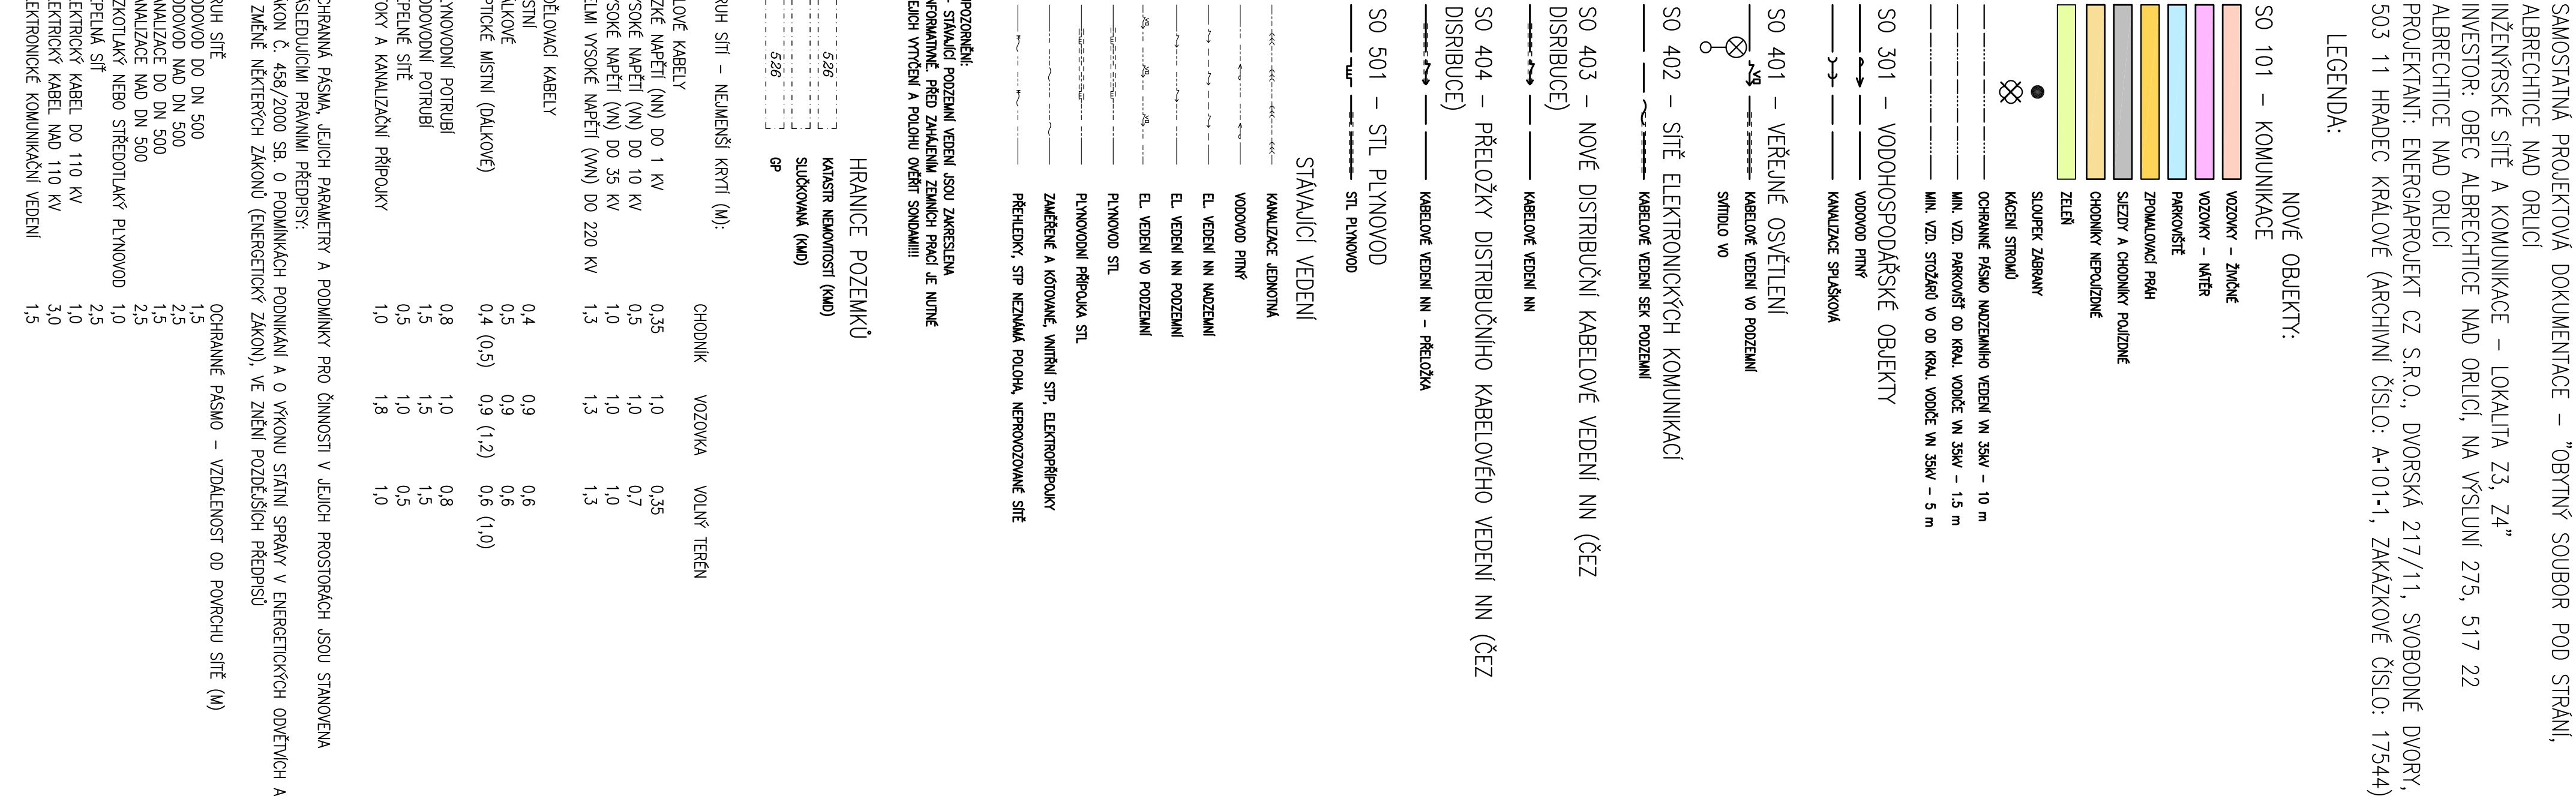 SAMOSTATNÁ PROJEKTOVÁ DOKUMENTACE – "OBYTNÝ SOUBOR POD STRÁNÍ,
ALBRECHTICE NAD ORLICÍ
INŽENÝRSKÉ SÍTĚ A KOMUNIKACE – LOKALITA Z3, Z4"
INVESTOR: OBEC ALBRECHTICE NAD ORLICÍ, NA VÝSLUNÍ 275, 517 22
ALBRECHTICE NAD ORLICÍ
PROJEKTANT: ENERGIAPROJEKT CZ S.R.O., DVORSKÁ 217/11, SVOBODNÉ DVORY,
503 11 HRADEC KRÁLOVÉ (ARCHIVNÍ ČÍSLO: A-101-1, ZAKÁZKOVÉ ČÍSLO: 17544)
LEGENDA:
NOVÉ OBJEKTY:
SO 101 – KOMUNIKACE
VOZOVKY – ŽIVIČNÉ
VOZOVKY – NÁTĚR
PARKOVIŠTĚ
ZPOMALOVACÍ PRÁH
SJEZDY A CHODNÍKY POJÍZDNÉ
CHODNÍKY NEPOJÍZDNÉ
ZELEŇ
SLOUPEK ZÁBRANY
KÁCENÍ STROMŮ
OCHRANNÉ PÁSMO NADZEMNÍHO VEDENÍ VN 35kV – 10 m
MIN. VZD. PARKOVIŠŤ OD KRAJ. VODIČE VN 35kV – 1.5 m
MIN. VZD. STOŽÁRŮ VO OD KRAJ. VODIČE VN 35kV – 5 m
SO 301 – VODOHOSPODÁŘSKÉ OBJEKTY
VODOVOD PITNÝ
KANALIZACE SPLAŠKOVÁ
SO 401 – VEŘEJNÉ OSVĚTLENÍ
KABELOVÉ VEDENÍ VO PODZEMNÍ
SVÍTIDLO VO
SO 402 – SÍTĚ ELEKTRONICKÝCH KOMUNIKACÍ
KABELOVÉ VEDENÍ SEK PODZEMNÍ
SO 403 – NOVÉ DISTRIBUČNÍ KABELOVÉ VEDENÍ NN (ČEZ
DISRIBUCE)
KABELOVÉ VEDENÍ NN
SO 404 – PŘELOŽKY DISTRIBUČNÍHO KABELOVÉHO VEDENÍ NN (ČEZ
DISRIBUCE)
KABELOVÉ VEDENÍ NN – PŘELOŽKA
SO 501 – STL PLYNOVOD
STL PLYNOVOD
STÁVAJÍCÍ VEDENÍ
KANALIZACE JEDNOTNÁ
VODOVOD PITNÝ
EL. VEDENÍ NN NADZEMNÍ
EL. VEDENÍ NN PODZEMNÍ
EL. VEDENÍ VO PODZEMNÍ
PLYNOVOD STL
PLYNOVODNÍ PŘÍPOJKA STL
ZAMĚŘENÉ A KÓTOVANÉ, VNITŘNÍ STP, ELEKTROPŘÍPOJKY
PŘEHLEDKY, STP NEZNÁMÁ POLOHA, NEPROVOZOVANÉ SÍTĚ
UPOZORNĚNÍ:
– STÁVAJÍCÍ PODZEMNÍ VEDENÍ JSOU ZAKRESLENA
INFORMATIVNĚ. PŘED ZAHÁJENÍM ZEMNÍCH PRACÍ JE NUTNÉ
JEJICH VYTYČENÍ A POLOHU OVĚŘIT SONDAMI!!!
HRANICE POZEMKŮ
526 KATASTR NEMOVITOSTÍ (KMD)
SLUČKOVANÁ (KMD)
526 GP
RUH SÍTÍ – NEJMENŠÍ KRYTÍ (M): CHODNÍK VOZOVKA VOLNÝ TERÉN
LOVÉ KABELY
ZKÉ NAPĚTÍ (NN) DO 1 KV 0,35 1,0 0,35
YSOKÉ NAPĚTÍ (VN) DO 10 KV 0,5 1,0 0,7
YSOKÉ NAPĚTÍ (VN) DO 35 KV 1,0 1,0 1,0
ELMI VYSOKÉ NAPĚTÍ (VVN) DO 220 KV 1,3 1,3 1,3
DĚLOVACÍ KABELY
STNÍ 0,4 0,9 0,6
ÁLKOVÉ 0,5 0,9 0,6
PTICKÉ MÍSTNÍ (DÁLKOVÉ) 0,4 (0,5) 0,9 (1,2) 0,6 (1,0)
LYNOVODNÍ POTRUBÍ 0,8 1,0 0,8
ODOVODNÍ POTRUBÍ 1,5 1,5 1,5
EPELNÉ SÍTĚ 0,5 1,0 0,5
TOKY A KANALIZAČNÍ PŘÍPOJKY 1,0 1,8 1,0
CHRANNÁ PÁSMA, JEJICH PARAMETRY A PODMÍNKY PRO ČINNOSTI V JEJICH PROSTORÁCH JSOU STANOVENA
ÁSLEDUJÍCÍMI PRÁVNÍMI PŘEDPISY:
ÁKON Č. 458/2000 SB. O PODMÍNKÁCH PODNIKÁNÍ A O VÝKONU STÁTNÍ SPRÁVY V ENERGETICKÝCH ODVĚTVÍCH A
ZMĚNĚ NĚKTERÝCH ZÁKONŮ (ENERGETICKÝ ZÁKON), VE ZNĚNÍ POZDĚJŠÍCH PŘEDPISŮ
RUH SÍTĚ OCHRANNÉ PÁSMO – VZDÁLENOST OD POVRCHU SÍTĚ (M)
ODOVOD DO DN 500 1,5
ODOVOD NAD DN 500 2,5
ANALIZACE DO DN 500 1,5
ANALIZACE NAD DN 500 2,5
ZKOTLAKÝ NEBO STŘEDOTLAKÝ PLYNOVOD 1,0
EPELNÁ SÍŤ 2,5
LEKTRICKÝ KABEL DO 110 KV 1,0
LEKTRICKÝ KABEL NAD 110 KV 3,0
LEKTRONICKÉ KOMUNIKAČNÍ VEDENÍ 1,5